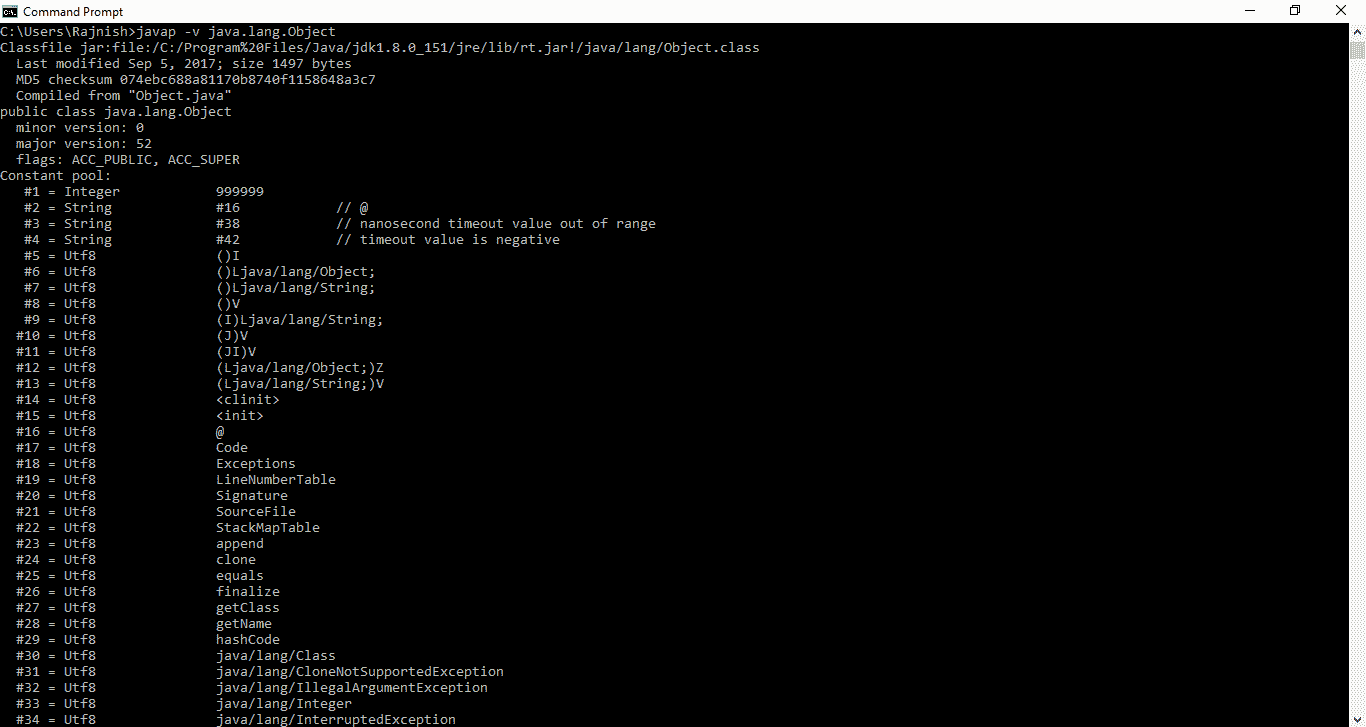 Command Prompt
C:\Users\Rajnish>javap -v java.lang.Object
Classfile jar:file:/C:/Program%20Files/Java/jdk1.8.0_151/jre/lib/rt.jar!/java/lang/Object.class
  Last modified Sep 5, 2017; size 1497 bytes
  MD5 checksum 074ebc688a81170b8740f1158648a3c7
  Compiled from "Object.java"
public class java.lang.Object
  minor version: 0
  major version: 52
  flags: ACC_PUBLIC, ACC_SUPER
Constant pool:
   #1 = Integer            999999
   #2 = String             #16            // @
   #3 = String             #38            // nanosecond timeout value out of range
   #4 = String             #42            // timeout value is negative
   #5 = Utf8               ()I
   #6 = Utf8               ()Ljava/lang/Object;
   #7 = Utf8               ()Ljava/lang/String;
   #8 = Utf8               ()V
   #9 = Utf8               (I)Ljava/lang/String;
  #10 = Utf8               (J)V
  #11 = Utf8               (JI)V
  #12 = Utf8               (Ljava/lang/Object;)Z
  #13 = Utf8               (Ljava/lang/String;)V
  #14 = Utf8               <clinit>
  #15 = Utf8               <init>
  #16 = Utf8               @
  #17 = Utf8               Code
  #18 = Utf8               Exceptions
  #19 = Utf8               LineNumberTable
  #20 = Utf8               Signature
  #21 = Utf8               SourceFile
  #22 = Utf8               StackMapTable
  #23 = Utf8               append
  #24 = Utf8               clone
  #25 = Utf8               equals
  #26 = Utf8               finalize
  #27 = Utf8               getClass
  #28 = Utf8               getName
  #29 = Utf8               hashCode
  #30 = Utf8               java/lang/Class
  #31 = Utf8               java/lang/CloneNotSupportedException
  #32 = Utf8               java/lang/IllegalArgumentException
  #33 = Utf8               java/lang/Integer
  #34 = Utf8               java/lang/InterruptedException